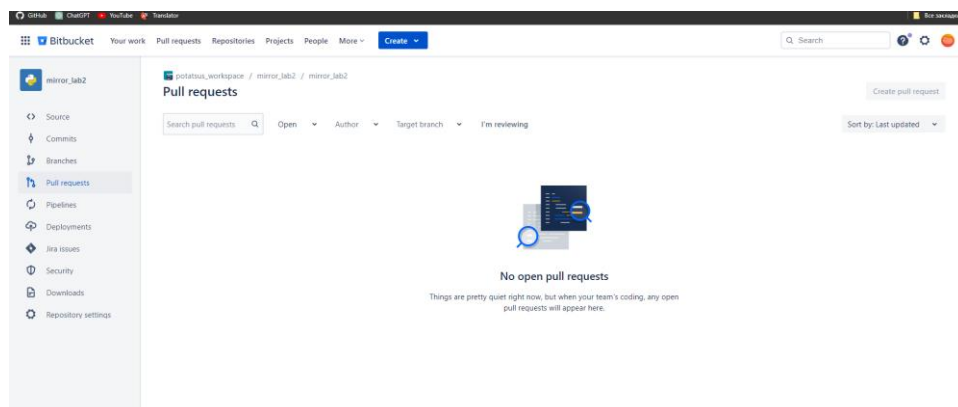 GitHub ChatGPT YouTube Translator Все закладки
Bitbucket Your work Pull requests Repositories Projects People More Create Search
mirror_lab2
potatsua_workspace / mirror_lab2 / mirror_lab2
Pull requests
Create pull request
Search pull requests Open Author Target branch I'm reviewing Sort by: Last updated
Source
Commits
Branches
Pull requests
Pipelines
Deployments
Jira issues
Security
Downloads
Repository settings
No open pull requests
Things are pretty quiet right now, but when your team's coding, any open
pull requests will appear here.